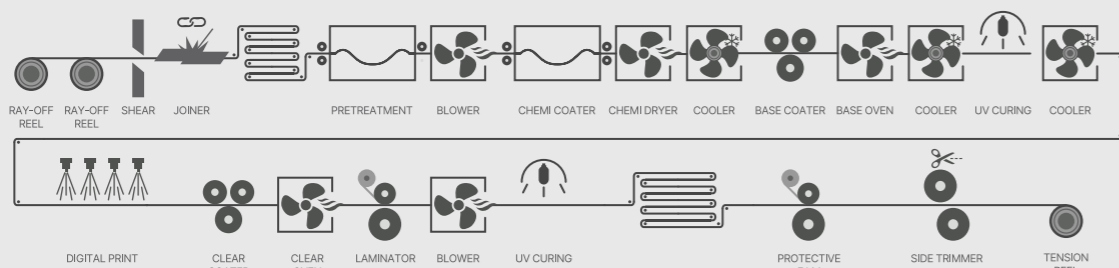 RAY-OFF REEL
RAY-OFF REEL
SHEAR
JOINER
PRETREATMENT
BLOWER
CHEMI COATER
CHEMI DRYER
COOLER
BASE COATER
BASE OVEN
COOLER
UV CURING
COOLER
DIGITAL PRINT
CLEAR
CLEAR
LAMINATOR
BLOWER
UV CURING
PROTECTIVE
SIDE TRIMMER
TENSION